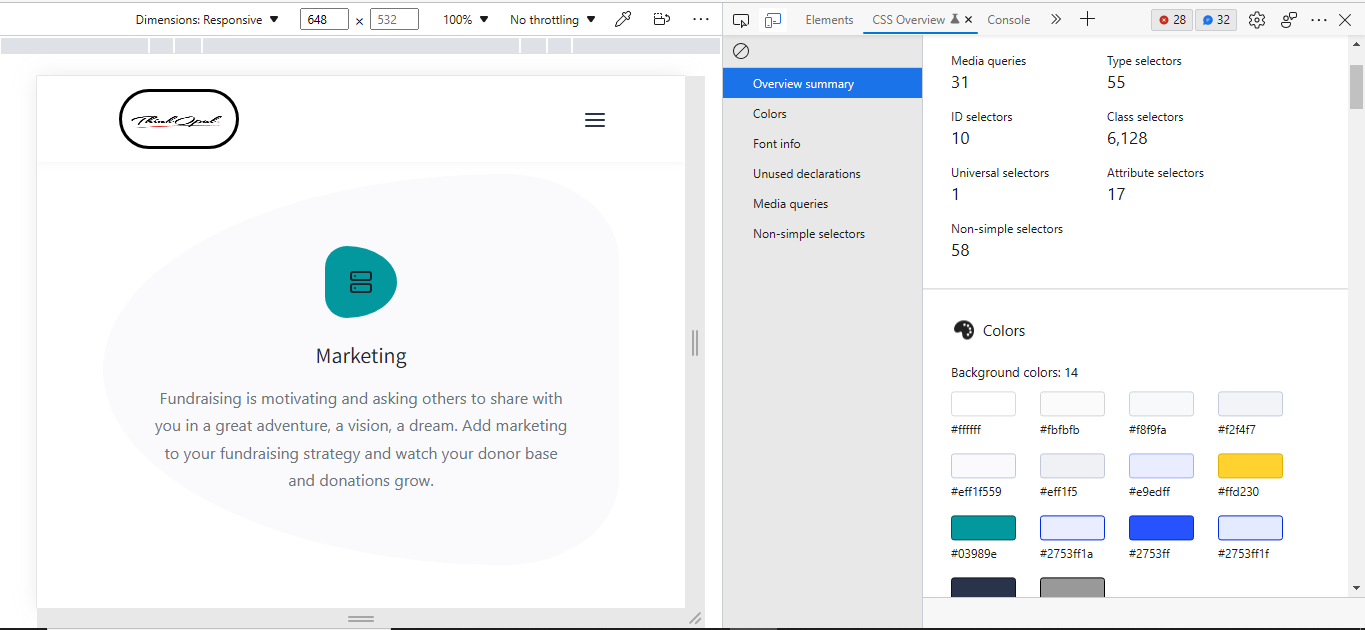 Dimensions: Responsive 648 × 532 100% No throttling
Elements CSS Overview Console 28 32
Think Opal
Marketing
Fundraising is motivating and asking others to share with
you in a great adventure, a vision, a dream. Add marketing
to your fundraising strategy and watch your donor base
and donations grow.
Overview summary
Colors
Font info
Unused declarations
Media queries
Non-simple selectors
Media queries Type selectors
31 55
ID selectors Class selectors
10 6,128
Universal selectors Attribute selectors
1 17
Non-simple selectors
58
Colors
Background colors: 14
#ffffff #fbfbfb #f8f9fa #f2f4f7
#eff1f559 #eff1f5 #e9edff #ffd230
#03989e #2753ff1a #2753ff #2753ff1f